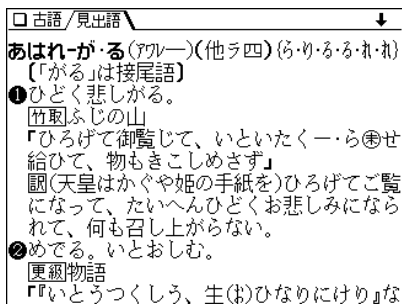 □古語/見出語 ↓
あはれ-が・る(アワレー)(他ラ四){ら・り・る・る・れ・れ}
〔「がる」は接尾語〕
❶ひどく悲しがる。
竹取ふじの山
「ひろげて御覧じて、いといたくー・ら㊍せ
給ひて、物もきこしめさず」
訳(天皇はかぐや姫の手紙を)ひろげてご覧
になって、たいへんひどくお悲しみになら
れて、何も召し上がらない。
❷めでる。いとおしむ。
更級物語
「『いとうつくしう、生(お)ひなりにけり』な